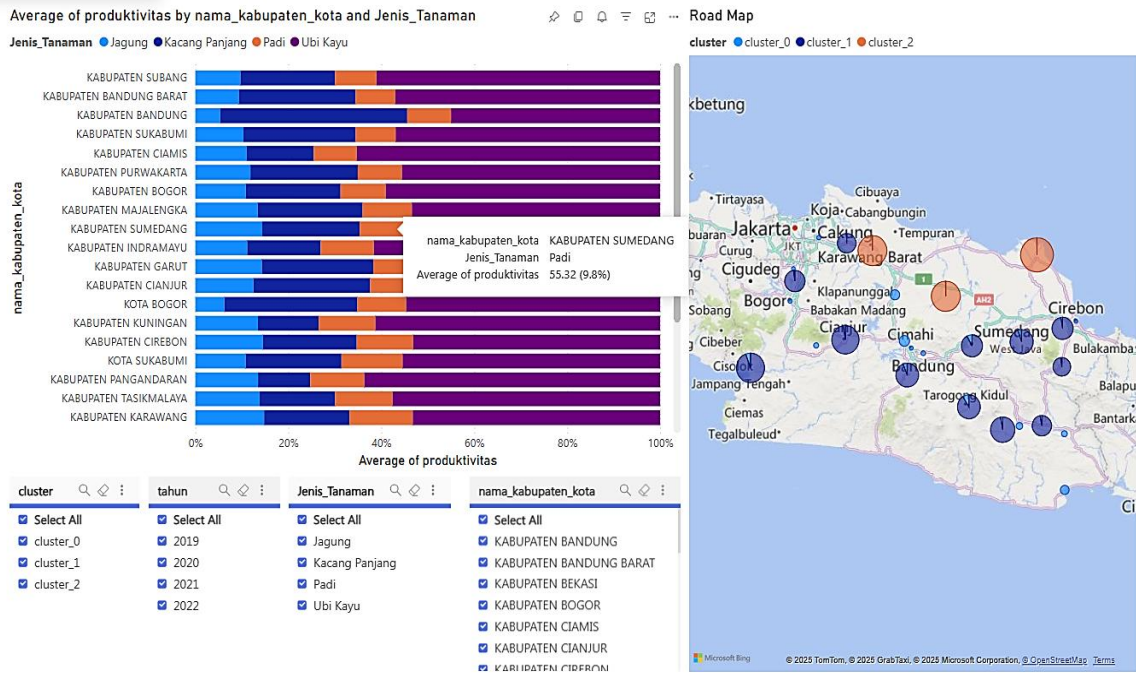 Average of produktivitas by nama_kabupaten_kota and Jenis_Tanaman
Jenis_Tanaman Jagung Kacang Panjang Padi Ubi Kayu
nama_kabupaten_kota
KABUPATEN SUBANG
KABUPATEN BANDUNG BARAT
KABUPATEN BANDUNG
KABUPATEN SUKABUMI
KABUPATEN CIAMIS
KABUPATEN PURWAKARTA
KABUPATEN BOGOR
KABUPATEN MAJALENGKA
KABUPATEN SUMEDANG
KABUPATEN INDRAMAYU
KABUPATEN GARUT
KABUPATEN CIANJUR
KOTA BOGOR
KABUPATEN KUNINGAN
KABUPATEN CIREBON
KOTA SUKABUMI
KABUPATEN PANGANDARAN
KABUPATEN TASIKMALAYA
KABUPATEN KARAWANG
0% 20% 40% 60% 80% 100%
Average of produktivitas
nama_kabupaten_kota KABUPATEN SUMEDANG
Jenis_Tanaman Padi
Average of produktivitas 55.32 (9.8%)
cluster
Select All
cluster_0
cluster_1
cluster_2
tahun
Select All
2019
2020
2021
2022
Jenis_Tanaman
Select All
Jagung
Kacang Panjang
Padi
Ubi Kayu
nama_kabupaten_kota
Select All
KABUPATEN BANDUNG
KABUPATEN BANDUNG BARAT
KABUPATEN BEKASI
KABUPATEN BOGOR
KABUPATEN CIAMIS
KABUPATEN CIANJUR
KABUPATEN CIREBON
Road Map
cluster cluster_0 cluster_1 cluster_2
kbetung
Cibuaya
Tirtayasa
Koja
Cabangbungin
Jakarta
Cakung
Tempuran
buaran
JKT
Curug
Karawang Barat
Cigudeg
1
Klapanunggal
AH2
Bogor
Babakan Madang
Cirebon
Sobang
Cianjur
Cimahi
Sumedang
Cibeber
West Java
Bulakamba
Cisolok
Bandung
Jampang Tengah
Tarogong Kidul
Balapu
Ciemas
Bantark
Tegalbuleud
Ci
Microsoft Bing
© 2025 TomTom, © 2025 GrabTaxi, © 2025 Microsoft Corporation, © OpenStreetMap Terms